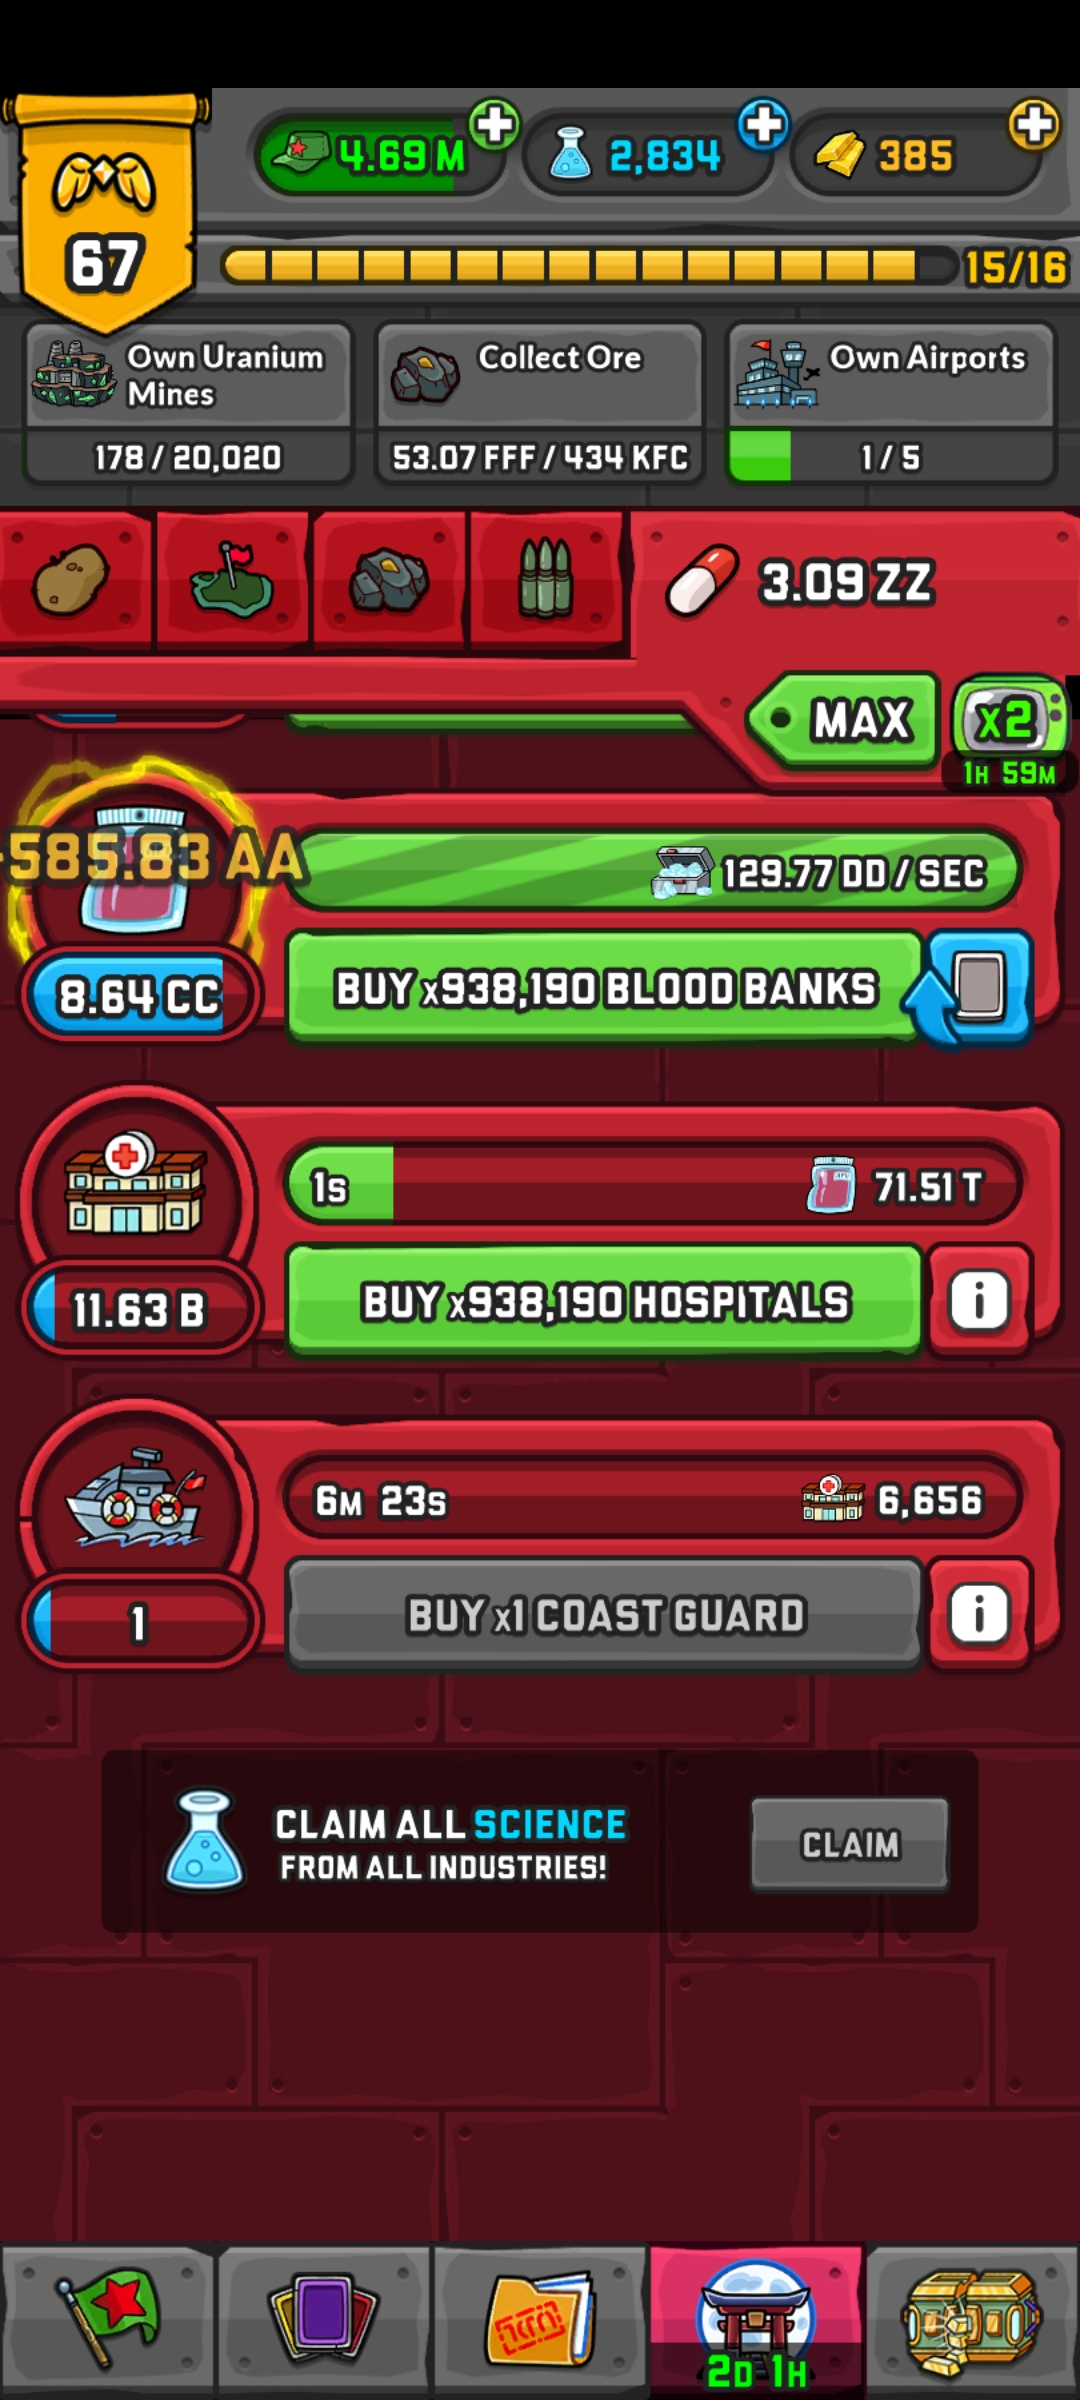 67
4.69 M
2,834
385
15/16
Own Uranium
Mines
178 / 20,020
Collect Ore
53.07 FFF / 434 KFC
Own Airports
1 / 5
3.09 ZZ
MAX
x2
1H 59M
585.83 AA
129.77 DD / SEC
8.64 CC
BUY x938,190 BLOOD BANKS
1s
71.51 T
11.63 B
BUY x938,190 HOSPITALS
i
6M 23s
6,656
1
BUY x1 COAST GUARD
i
CLAIM ALL SCIENCE
FROM ALL INDUSTRIES!
CLAIM
2D 1H